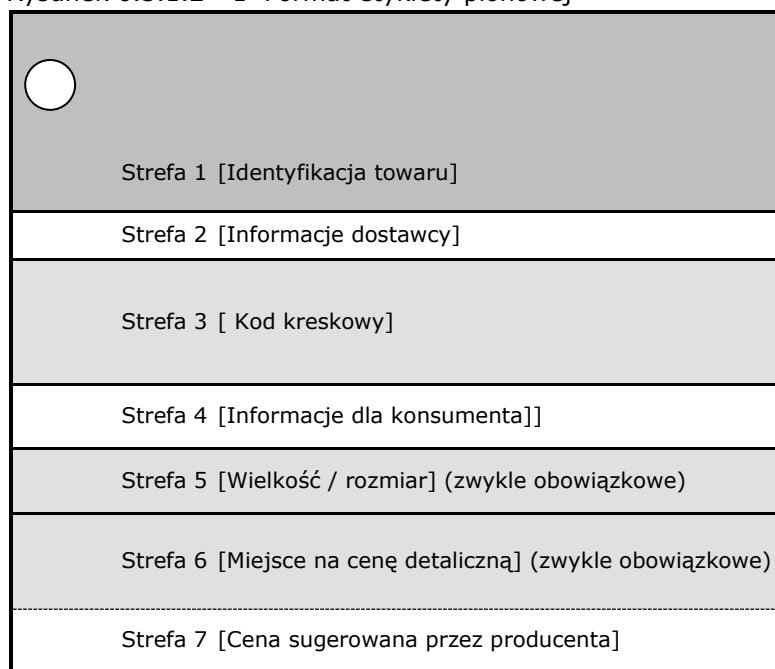 Strefa 1 [Identyfikacja towaru]
Strefa 2 [Informacje dostawcy]
Strefa 3 [ Kod kreskowy]
Strefa 4 [Informacje dla konsumenta]]
Strefa 5 [Wielkość / rozmiar] (zwykle obowiązkowe)
Strefa 6 [Miejsce na cenę detaliczną] (zwykle obowiązkowe)
Strefa 7 [Cena sugerowana przez producenta]